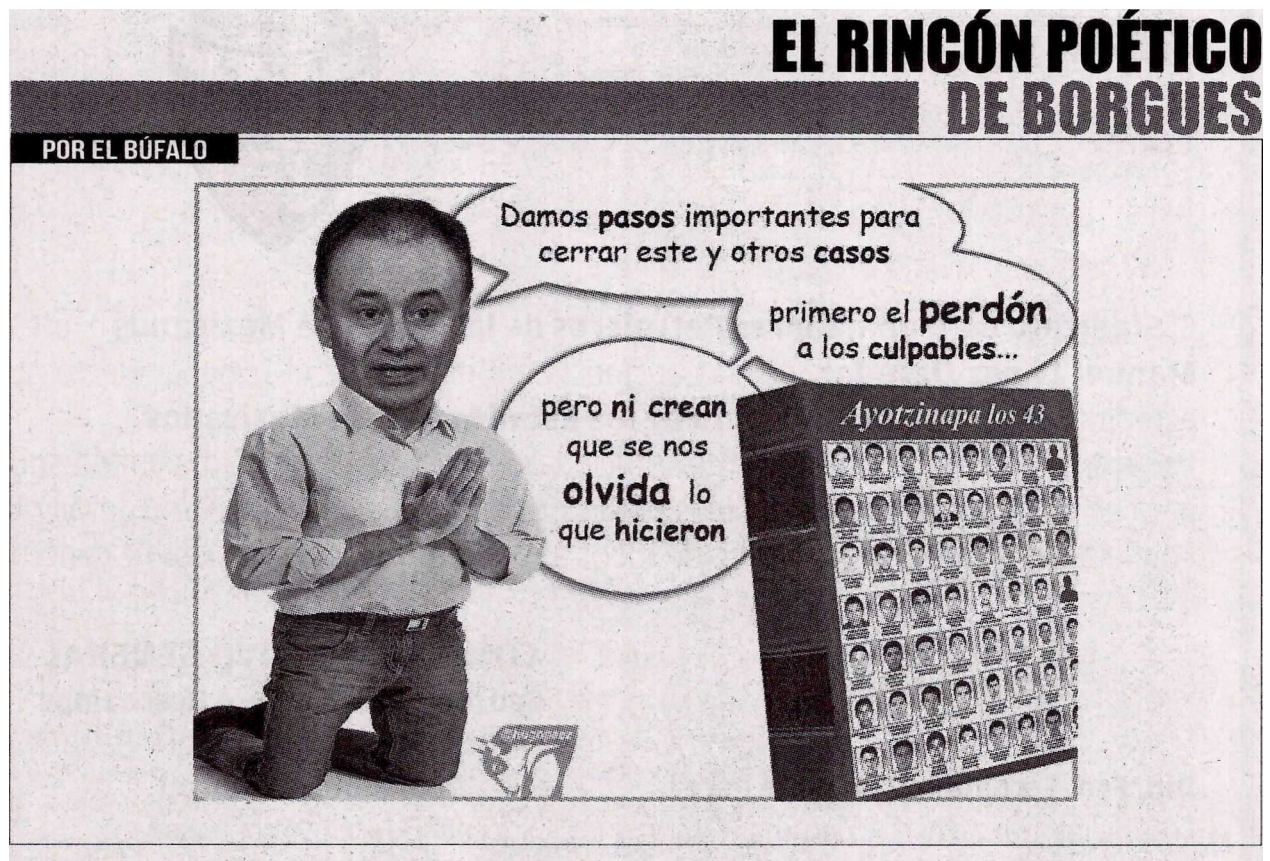 EL RINCÓN POÉTICO
DE BORGUES
POR EL BÚFALO
Damos pasos importantes para
cerrar este y otros casos
primero el perdón
a los culpables...
pero ni crean
que se nos
olvida lo
que hicieron
Ayotzinapa los 43